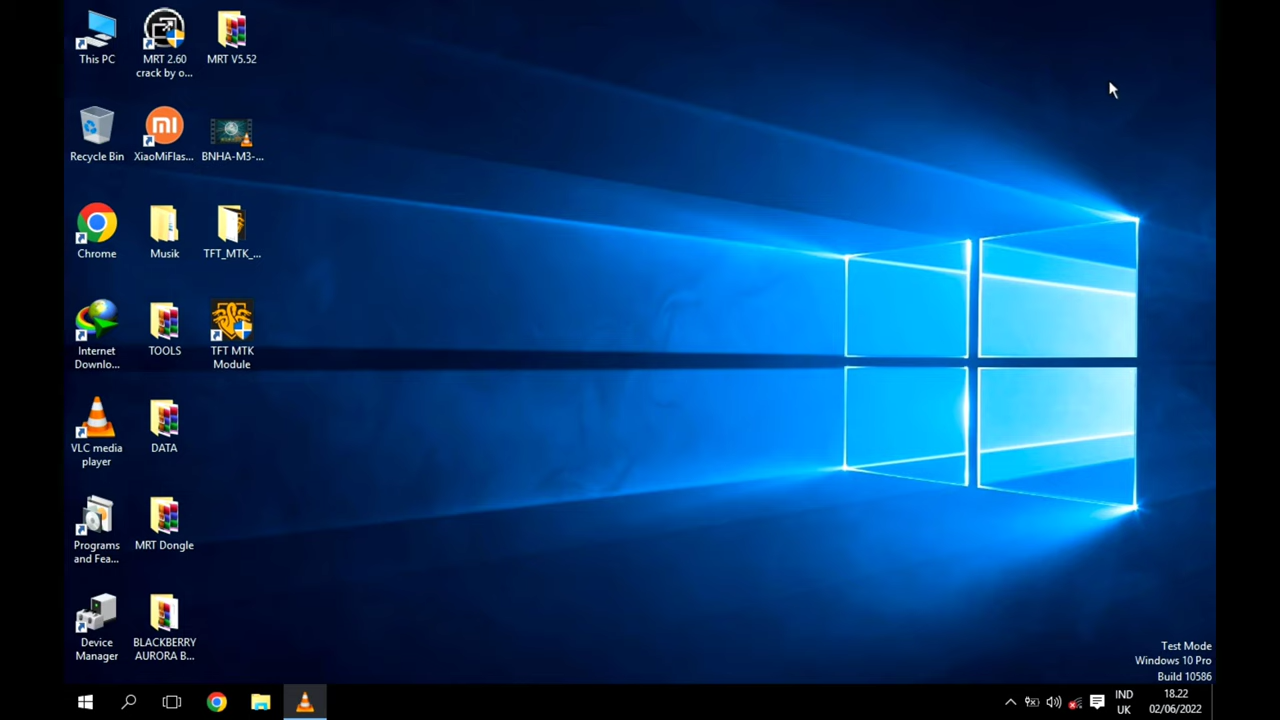 This PC
MRT 2.60
crack by o...
MRT V5.52
Recycle Bin
XiaoMiFlas...
BNHA-M3-...
Chrome
Musik
TFT_MTK_...
Internet
Downlo...
TOOLS
TFT MTK
Module
VLC media
player
DATA
Programs
and Fea...
MRT Dongle
Device
Manager
BLACKBERRY
AURORA B...
Test Mode
Windows 10 Pro
Build 10586
IND
UK
18.22
02/06/2022